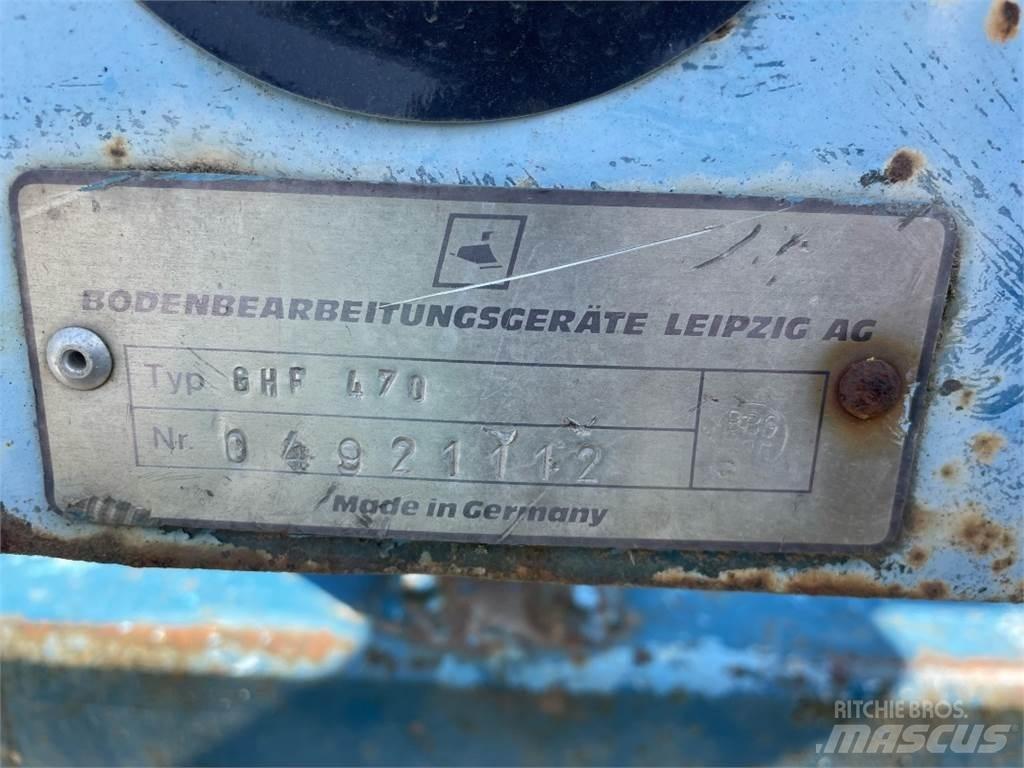 BODENBEARBEITUNGSGERÄTE LEIPZIG AG
Typ GHF 470
Nr. 04921112
Made in Germany
RITCHIE BROS.
MASCUS